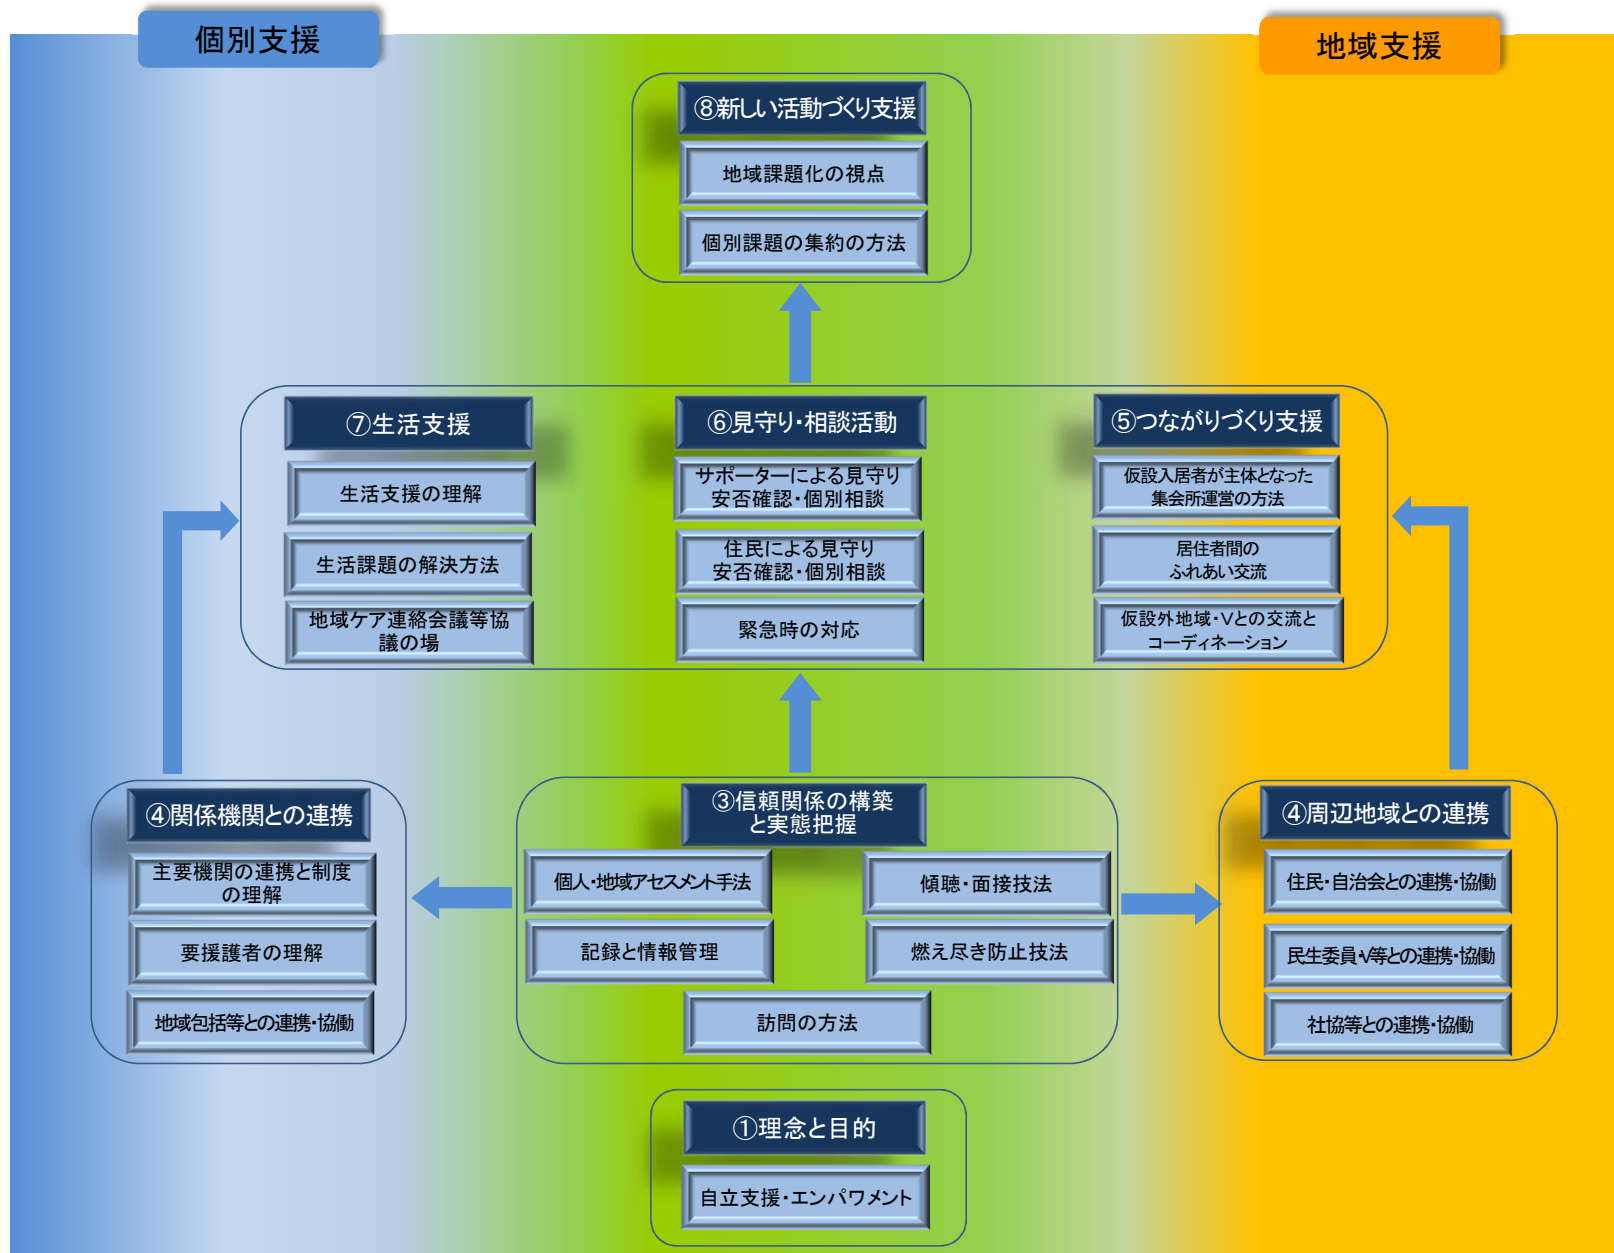 個別支援
地域支援
⑧新しい活動づくり支援
地域課題化の視点
個別課題の集約の方法
⑦生活支援
生活支援の理解
生活課題の解決方法
地域ケア連絡会議等協
議の場
⑥見守り・相談活動
サポーターによる見守り
安否確認・個別相談
住民による見守り
安否確認・個別相談
緊急時の対応
⑤つながりづくり支援
仮設入居者が主体となった
集会所運営の方法
居住者間の
ふれあい交流
仮設外地域・Vとの交流と
コーディネーション
④関係機関との連携
主要機関の連携と制度
の理解
要援護者の理解
地域包括等との連携・協働
③信頼関係の構築
と実態把握
個人・地域アセスメント手法
傾聴・面接技法
記録と情報管理
燃え尽き防止技法
訪問の方法
④周辺地域との連携
住民・自治会との連携・協働
民生委員・V等との連携・協働
社協等との連携・協働
①理念と目的
自立支援・エンパワメント